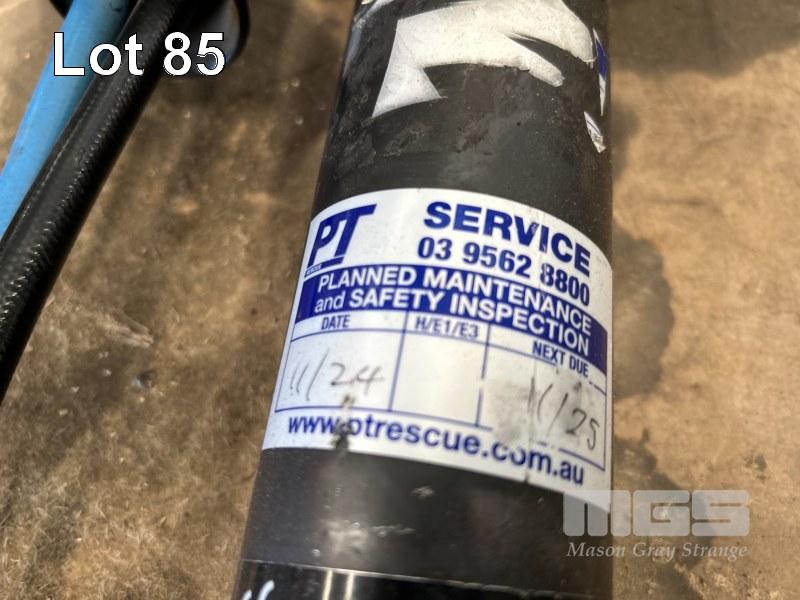 Lot 85
PT
SERVICE
03 9562 8800
PLANNED MAINTENANCE
and SAFETY INSPECTION
DATE H/E1/E3 NEXT DUE
11/24 11/25
www.ptrescue.com.au
MGS
Mason Gray Strange